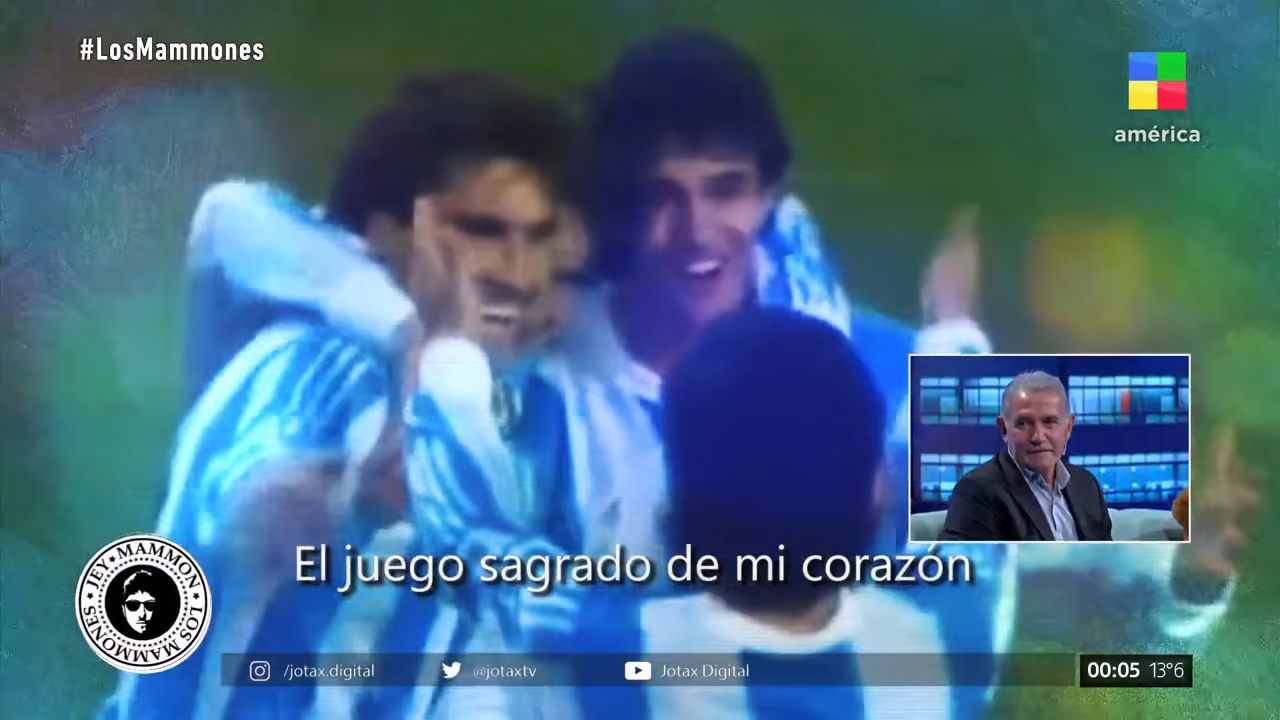 #LosMammones
américa
El juego sagrado de mi corazón
JEY MAMMON
LOS MAMMONES
/jotax.digital
@jotaxtv
Jotax Digital
00:05 13°6